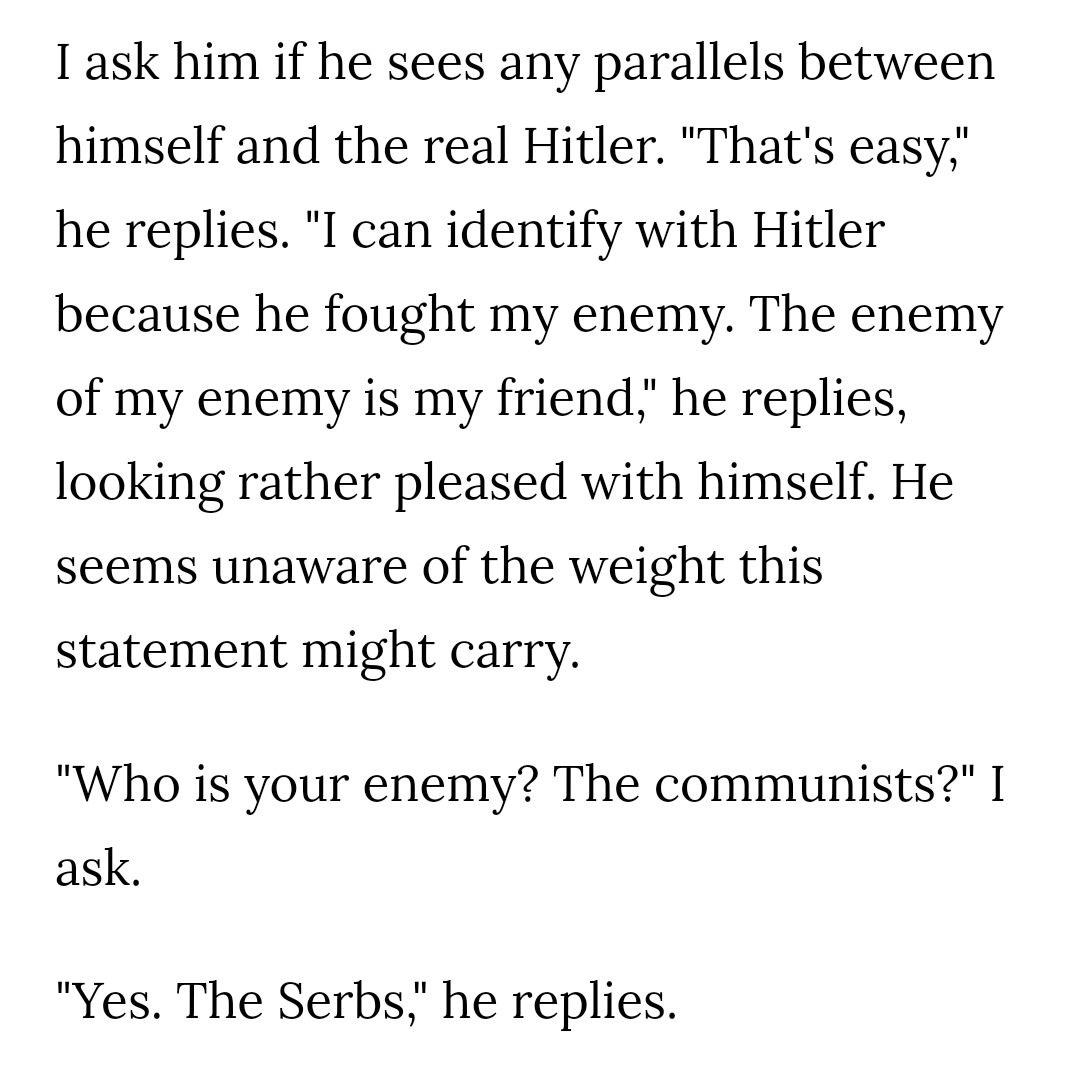 I ask him if he sees any parallels between
himself and the real Hitler. "That's easy,"
he replies. "I can identify with Hitler
because he fought my enemy. The enemy
of my enemy is my friend," he replies,
looking rather pleased with himself. He
seems unaware of the weight this
statement might carry.
"Who is your enemy? The communists?" I
ask.
"Yes. The Serbs," he replies.